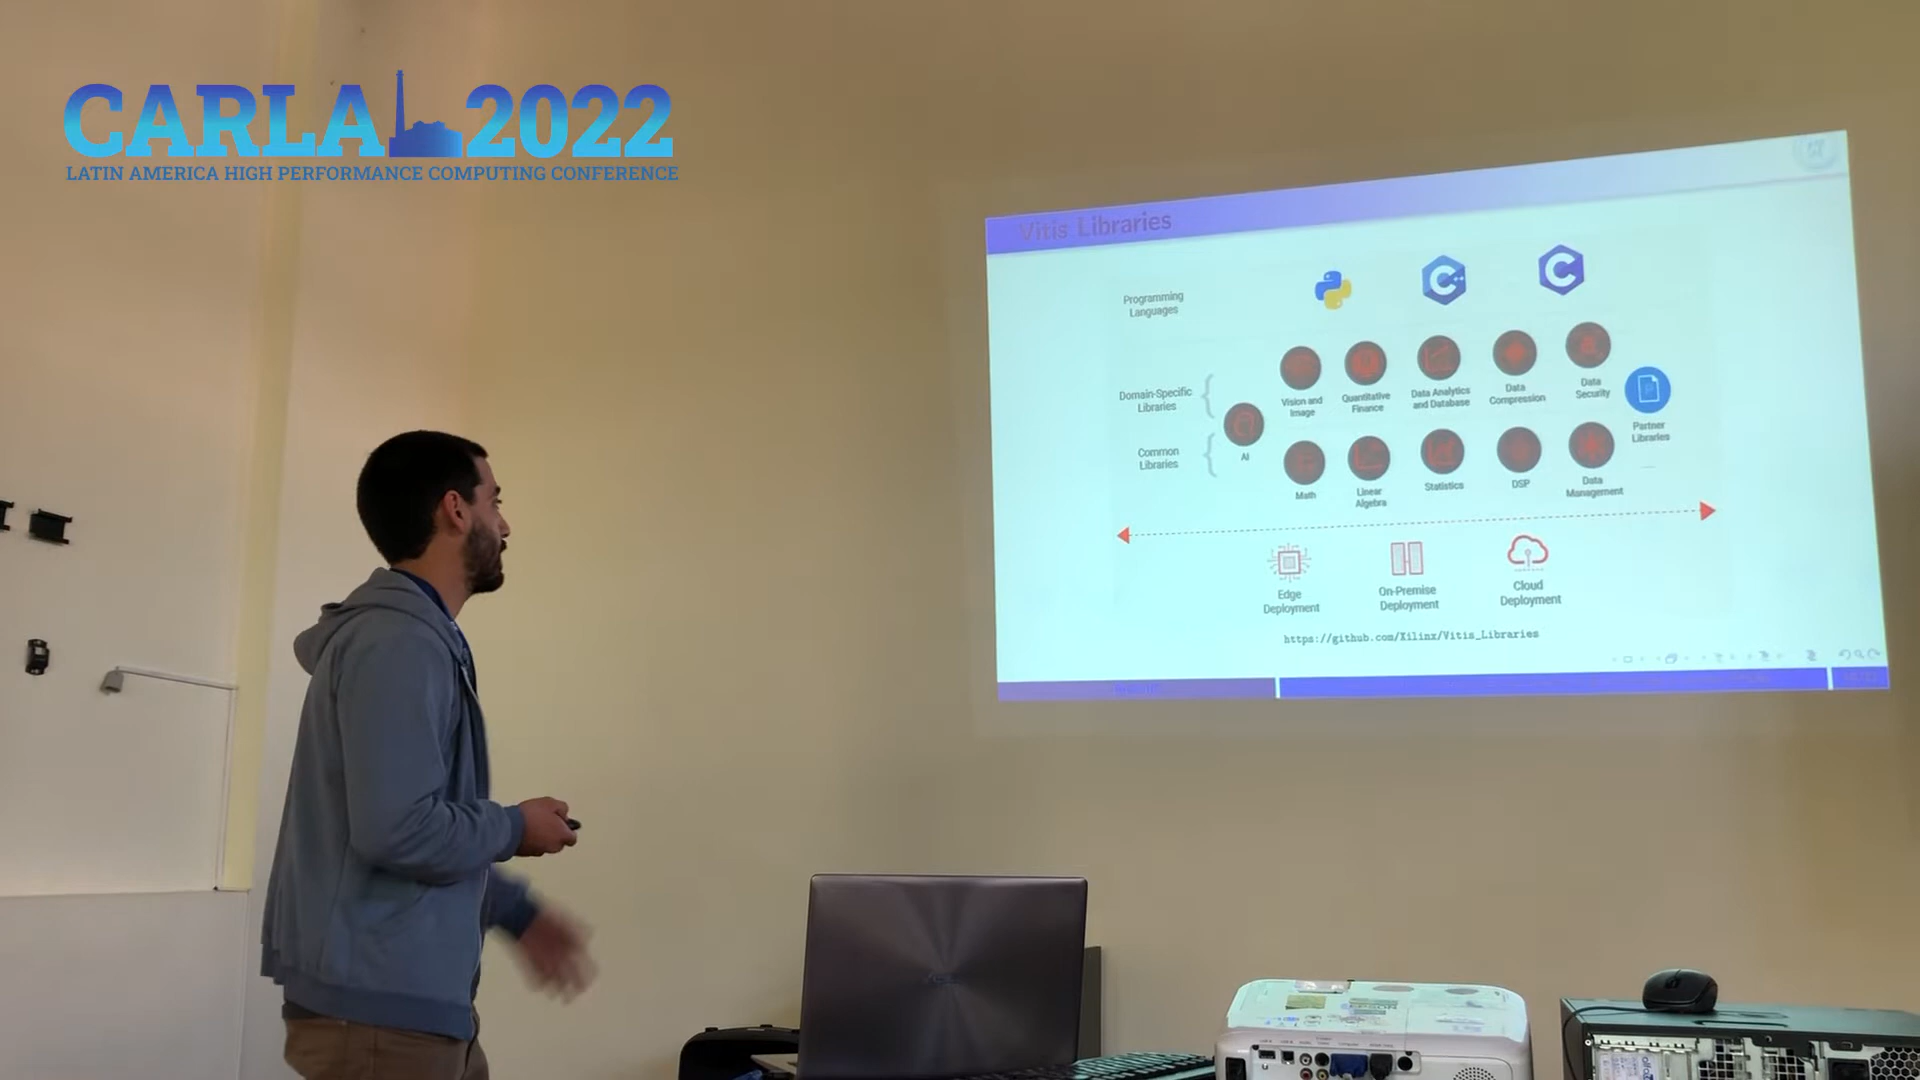 CARLA 2022
LATIN AMERICA HIGH PERFORMANCE COMPUTING CONFERENCE
Vitis Libraries
Programming
Languages
C++
C
Domain-Specific
Libraries
Vision and
Image
Quantitative
Finance
Data Analytics
and Database
Data
Compression
Data
Security
Partner
Libraries
AI
Common
Libraries
Math
Linear
Algebra
Statistics
DSP
Data
Management
Edge
Deployment
On-Premise
Deployment
Cloud
Deployment
https://github.com/Xilinx/Vitis_Libraries